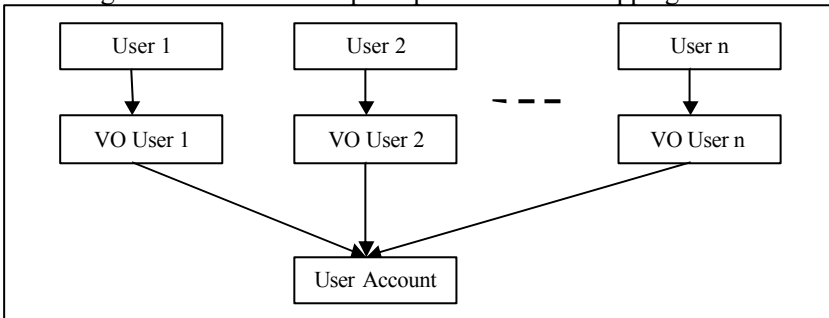 User 1
User 2
User n
VO User 1
VO User 2
VO User n
User Account